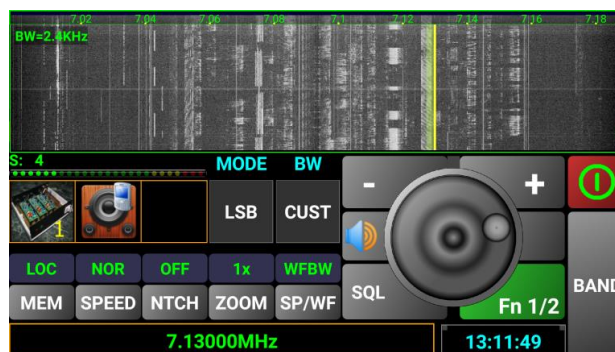 7.02 7.04 7.06 7.08 7.1 7.12 7.14 7.16 7.18
BW=2.4KHz
S: 4
MODE BW
- +
1
LSB CUST
LOC NOR OFF 1x WFBW
MEM SPEED NTCH ZOOM SP/WF
SQL Fn 1/2 BAND
7.13000MHz 13:11:49